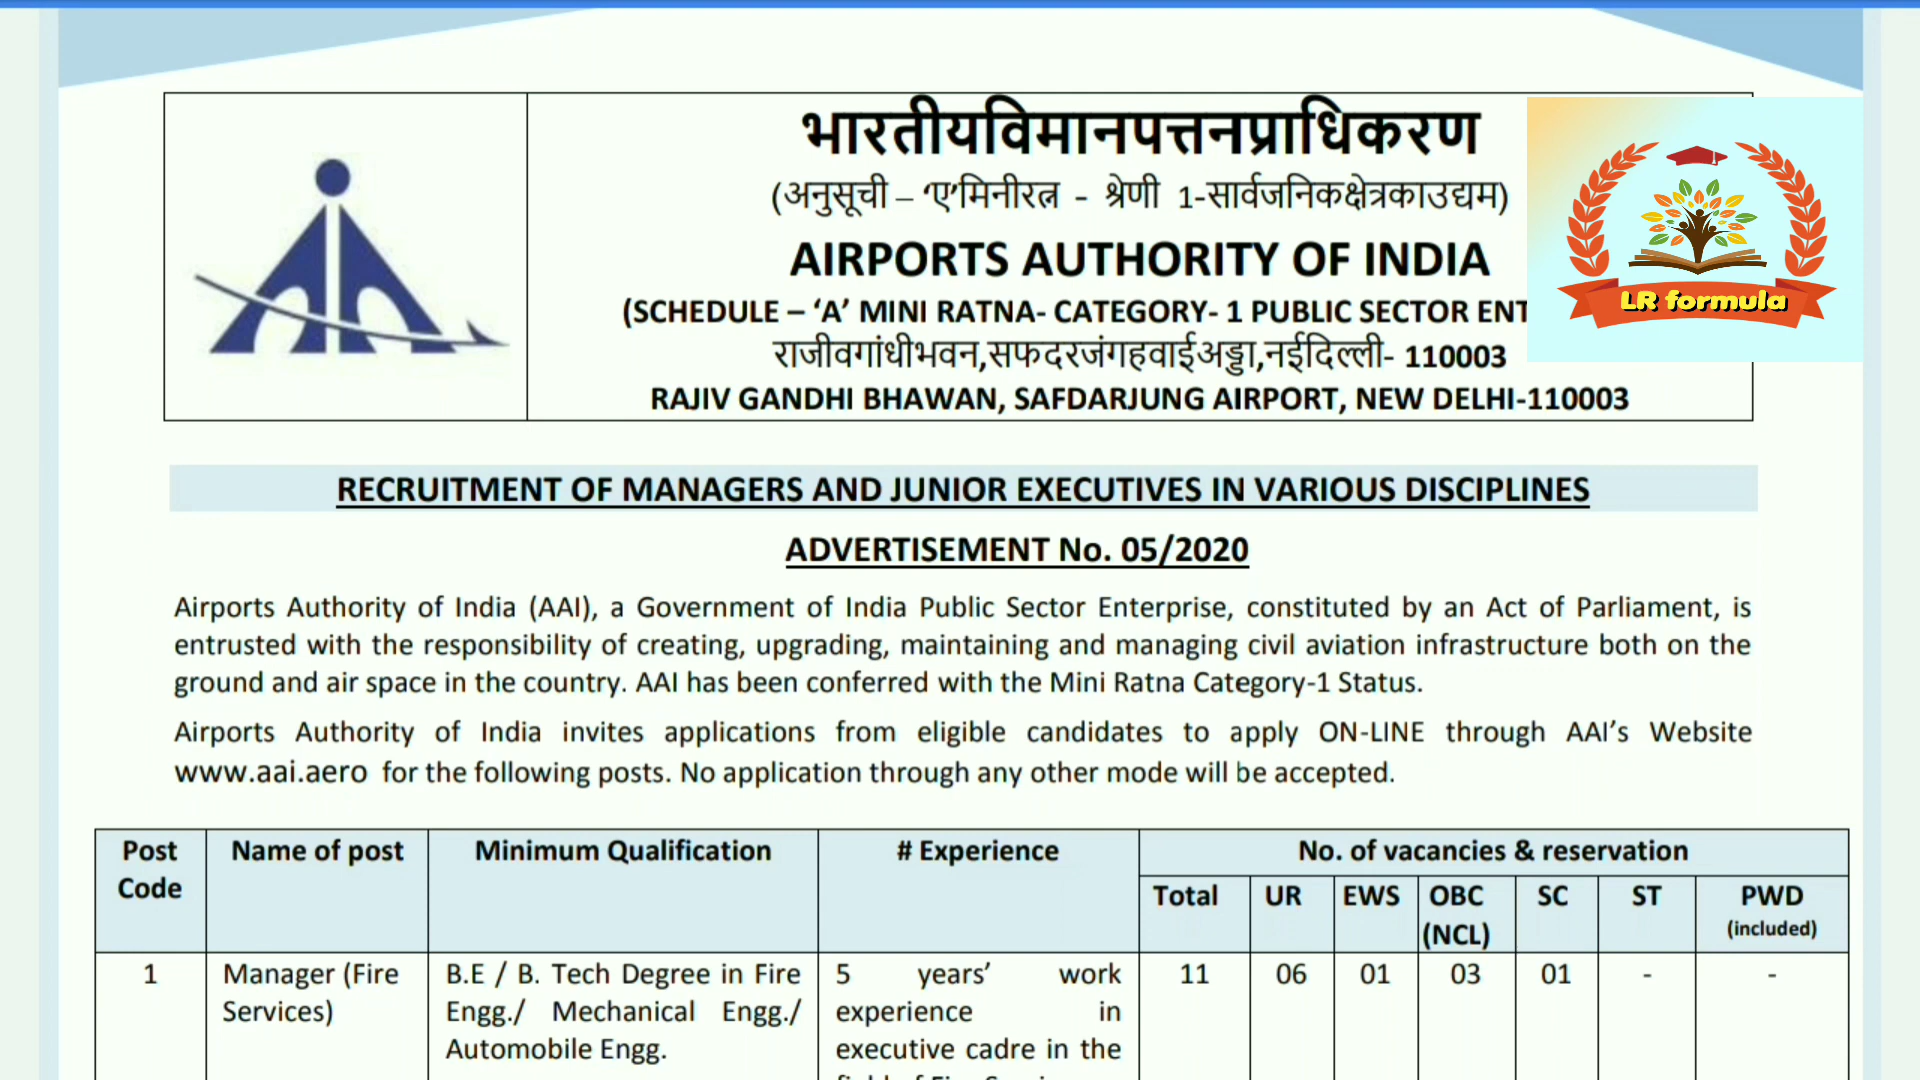 भारतीयविमानपत्तनप्राधिकरण
(अनुसूची – ‘ए’मिनीरत्न - श्रेणी 1-सार्वजनिकक्षेत्रकाउद्यम)
AIRPORTS AUTHORITY OF INDIA
(SCHEDULE – ‘A’ MINI RATNA- CATEGORY- 1 PUBLIC SECTOR ENT
राजीवगांधीभवन,सफदरजंगहवाईअड्डा,नईदिल्ली- 110003
RAJIV GANDHI BHAWAN, SAFDARJUNG AIRPORT, NEW DELHI-110003
LR formula
RECRUITMENT OF MANAGERS AND JUNIOR EXECUTIVES IN VARIOUS DISCIPLINES
ADVERTISEMENT No. 05/2020
Airports Authority of India (AAI), a Government of India Public Sector Enterprise, constituted by an Act of Parliament, is
entrusted with the responsibility of creating, upgrading, maintaining and managing civil aviation infrastructure both on the
ground and air space in the country. AAI has been conferred with the Mini Ratna Category-1 Status.
Airports Authority of India invites applications from eligible candidates to apply ON-LINE through AAI’s Website
www.aai.aero for the following posts. No application through any other mode will be accepted.
Post Code Name of post Minimum Qualification # Experience No. of vacancies & reservation
Total UR EWS OBC (NCL) SC ST PWD (included)
1 Manager (Fire B.E / B. Tech Degree in Fire 5 years’ work 11 06 01 03 01 - -
Services) Engg./ Mechanical Engg./ experience in
Automobile Engg. executive cadre in the